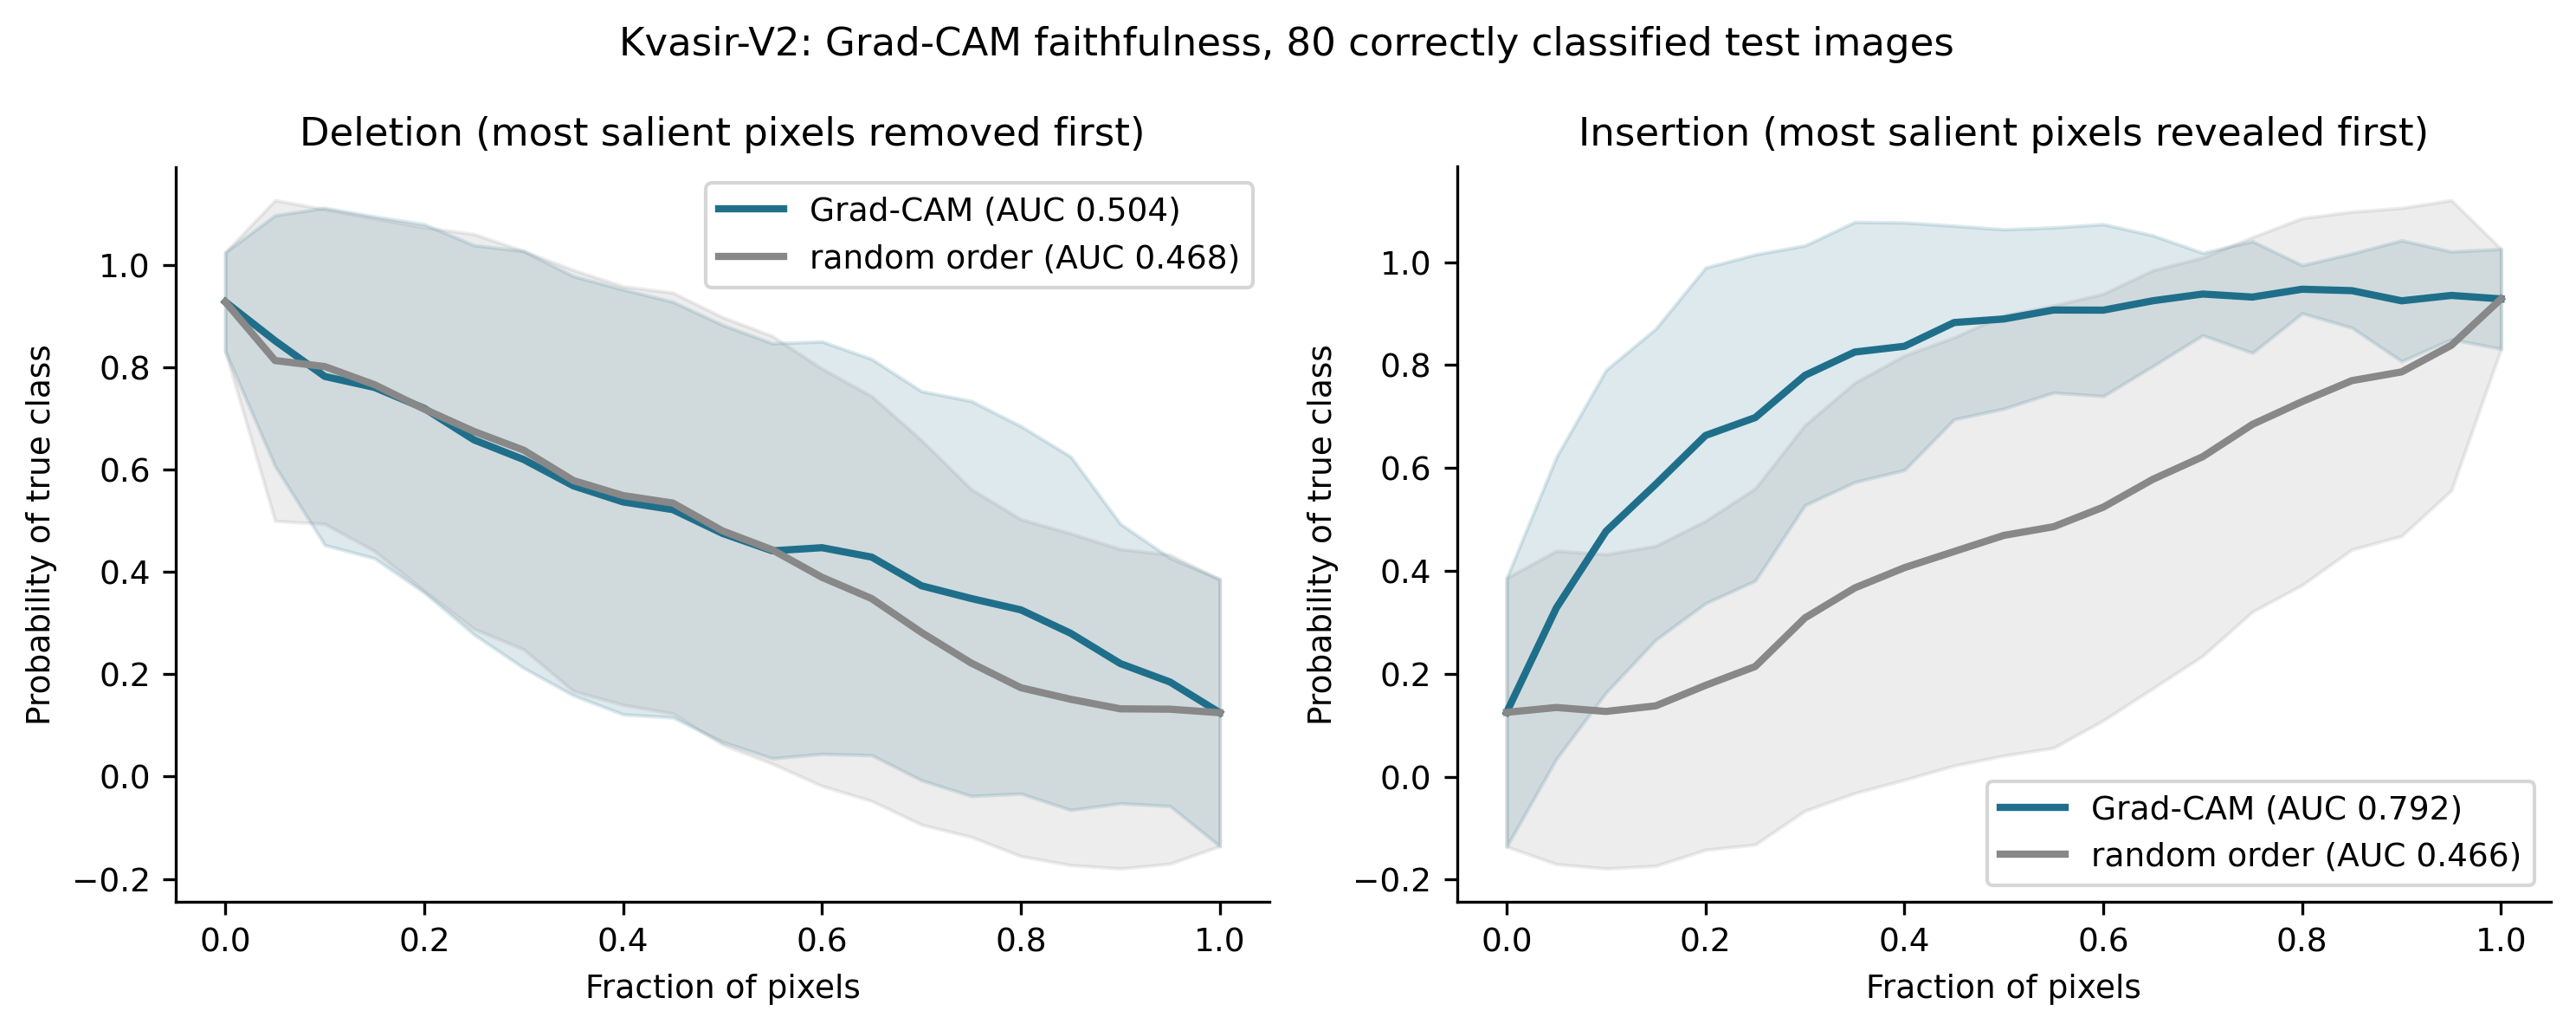 Kvasir-V2: Grad-CAM faithfulness, 80 correctly classified test images
Deletion (most salient pixels removed first)
Grad-CAM (AUC 0.504)
random order (AUC 0.468)
Probability of true class
1.0
0.8
0.6
0.4
0.2
0.0
−0.2
0.0 0.2 0.4 0.6 0.8 1.0
Fraction of pixels
Insertion (most salient pixels revealed first)
Probability of true class
1.0
0.8
0.6
0.4
0.2
0.0
−0.2
Grad-CAM (AUC 0.792)
random order (AUC 0.466)
0.0 0.2 0.4 0.6 0.8 1.0
Fraction of pixels